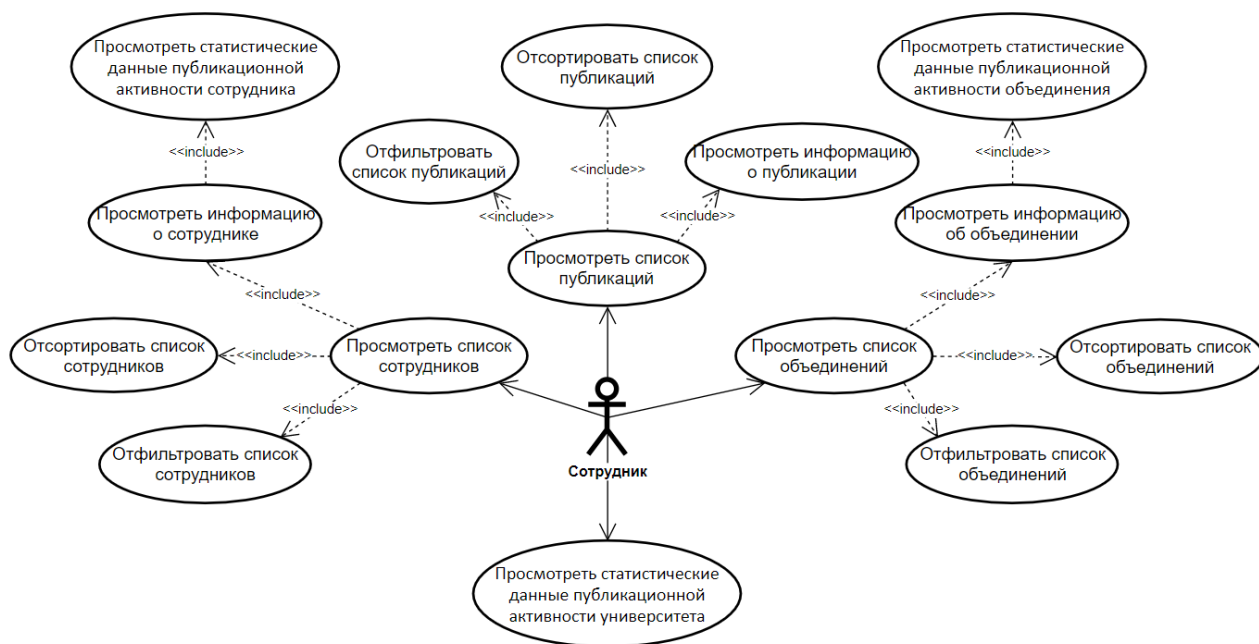 Просмотреть статистические
данные публикационной
активности сотрудника
Отсортировать список
публикаций
Просмотреть статистические
данные публикационной
активности объединения
<<include>>
<<include>>
<<include>>
Отфильтровать
список публикаций
Просмотреть информацию
о публикации
Просмотреть информацию
о сотруднике
<<include>>
<<include>>
Просмотреть информацию
об объединении
Просмотреть список
публикаций
<<include>>
<<include>>
Отсортировать список
сотрудников
<<include>>
Просмотреть список
сотрудников
Просмотреть список
объединений
<<include>>
Отсортировать список
объединений
<<include>>
<<include>>
Отфильтровать список
сотрудников
Сотрудник
Отфильтровать список
объединений
Просмотреть статистические
данные публикационной
активности университета